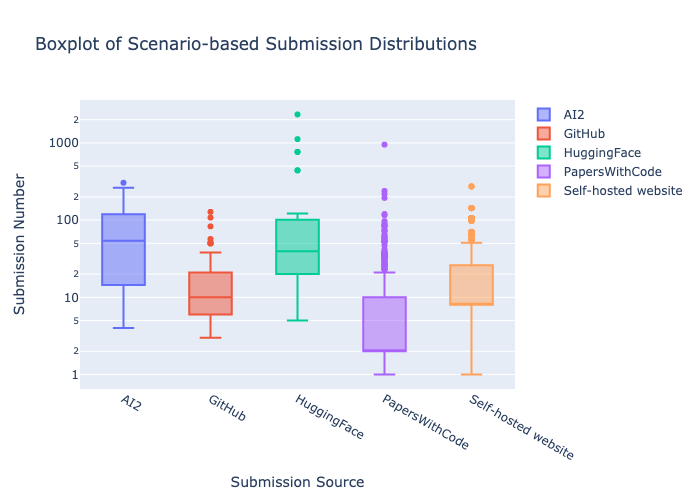 Boxplot of Scenario-based Submission Distributions
Submission Number
2
1000
5
2
100
5
2
10
5
2
1
AI2
GitHub
HuggingFace
PapersWithCode
Self-hosted website
Submission Source
AI2
GitHub
HuggingFace
PapersWithCode
Self-hosted website